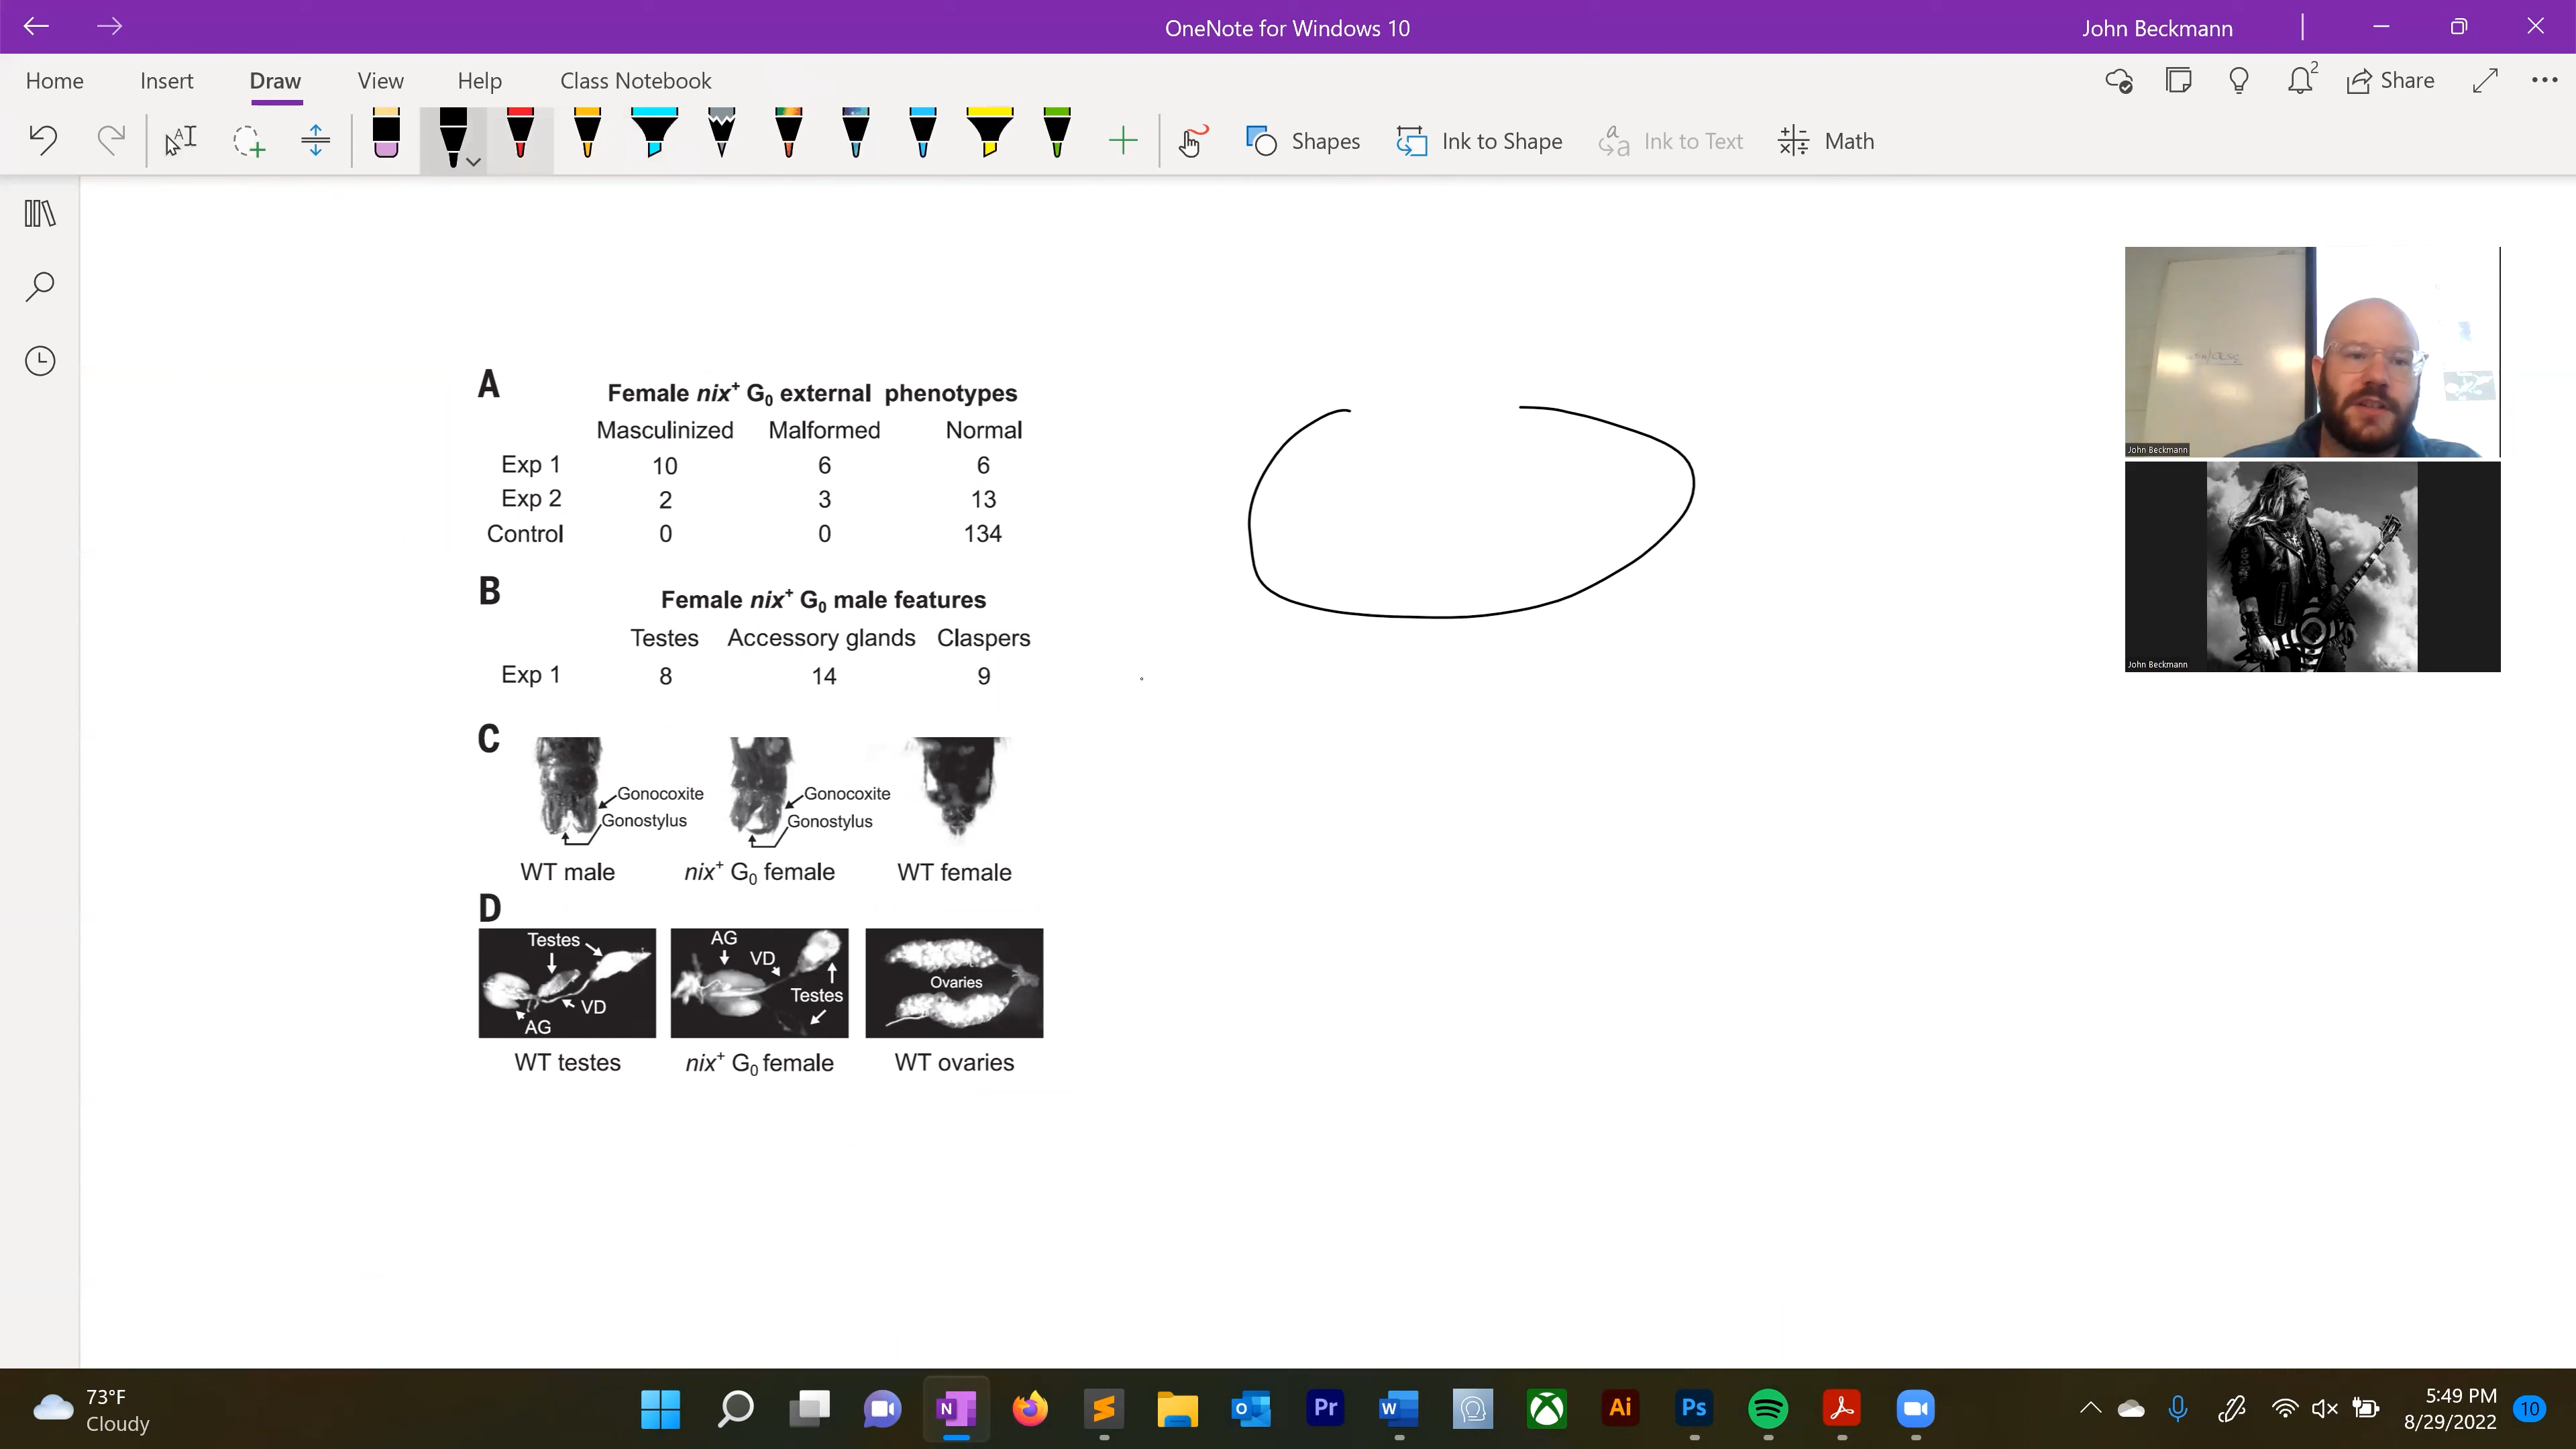 OneNote for Windows 10
John Beckmann
Home Insert Draw View Help Class Notebook
2
Share
Shapes Ink to Shape Ink to Text Math
A
Female nix+ G0 external phenotypes
Masculinized Malformed Normal
Exp 1 10 6 6
Exp 2 2 3 13
Control 0 0 134
B
Female nix+ G0 male features
Testes Accessory glands Claspers
Exp 1 8 14 9
C
Gonocoxite
Gonostylus
Gonocoxite
Gonostylus
WT male nix+ G0 female WT female
D
Testes
VD
AG
AG
VD
Testes
Ovaries
WT testes nix+ G0 female WT ovaries
John Beckmann
John Beckmann
73°F
Cloudy
N
O
Pr
W
Ai
Ps
5:49 PM
8/29/2022
10